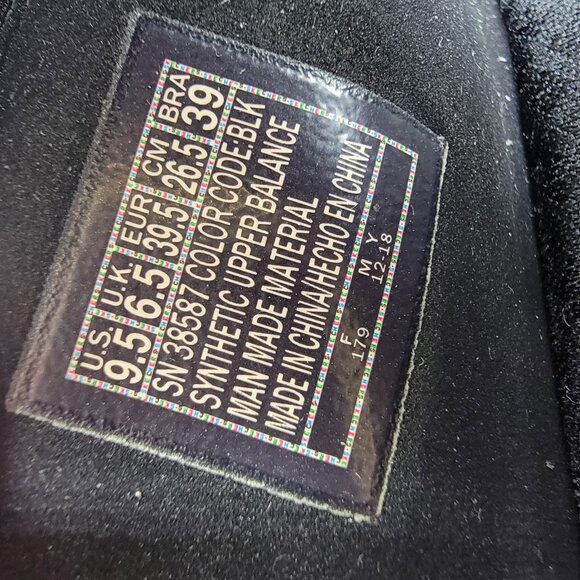 U.S. U.K EUR CM BRA
9.5 6.5 39.5 26.5 39
SN 38587 COLOR CODE:BLK
SYNTHETIC UPPER BALANCE
MAN MADE MATERIAL
MADE IN CHINA/HECHO EN CHINA
F M Y
179 12-18